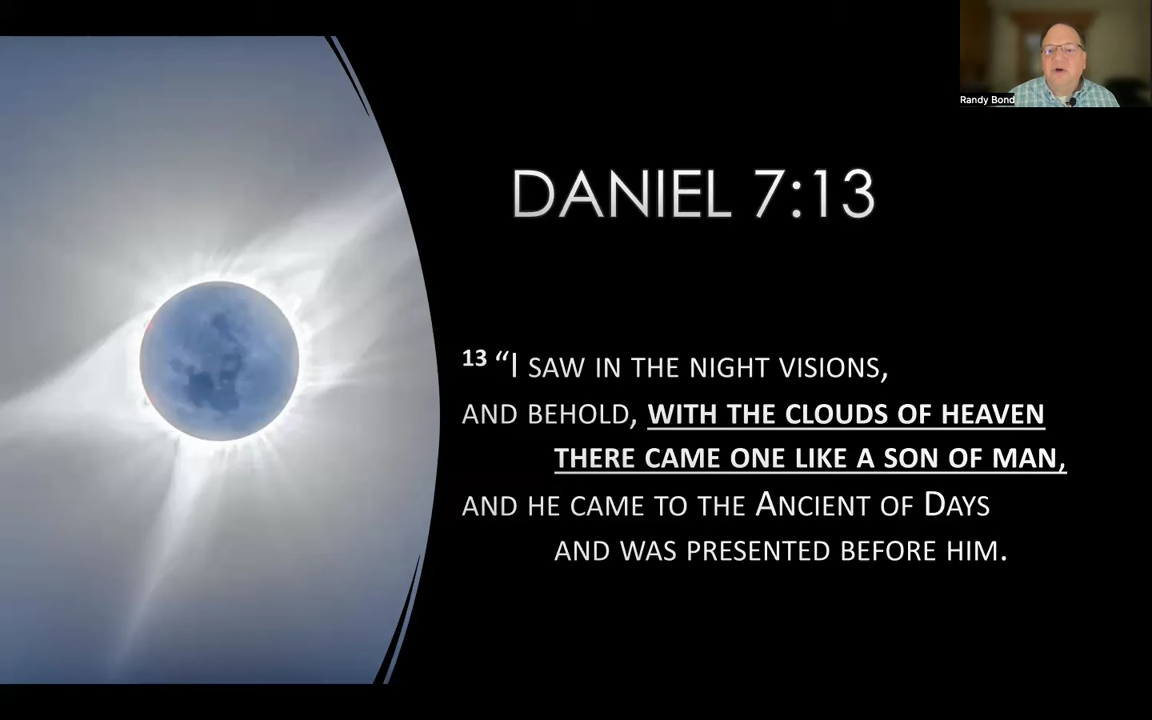 Randy Bond
DANIEL 7:13
13 “I SAW IN THE NIGHT VISIONS,
AND BEHOLD, WITH THE CLOUDS OF HEAVEN
THERE CAME ONE LIKE A SON OF MAN,
AND HE CAME TO THE ANCIENT OF DAYS
AND WAS PRESENTED BEFORE HIM.